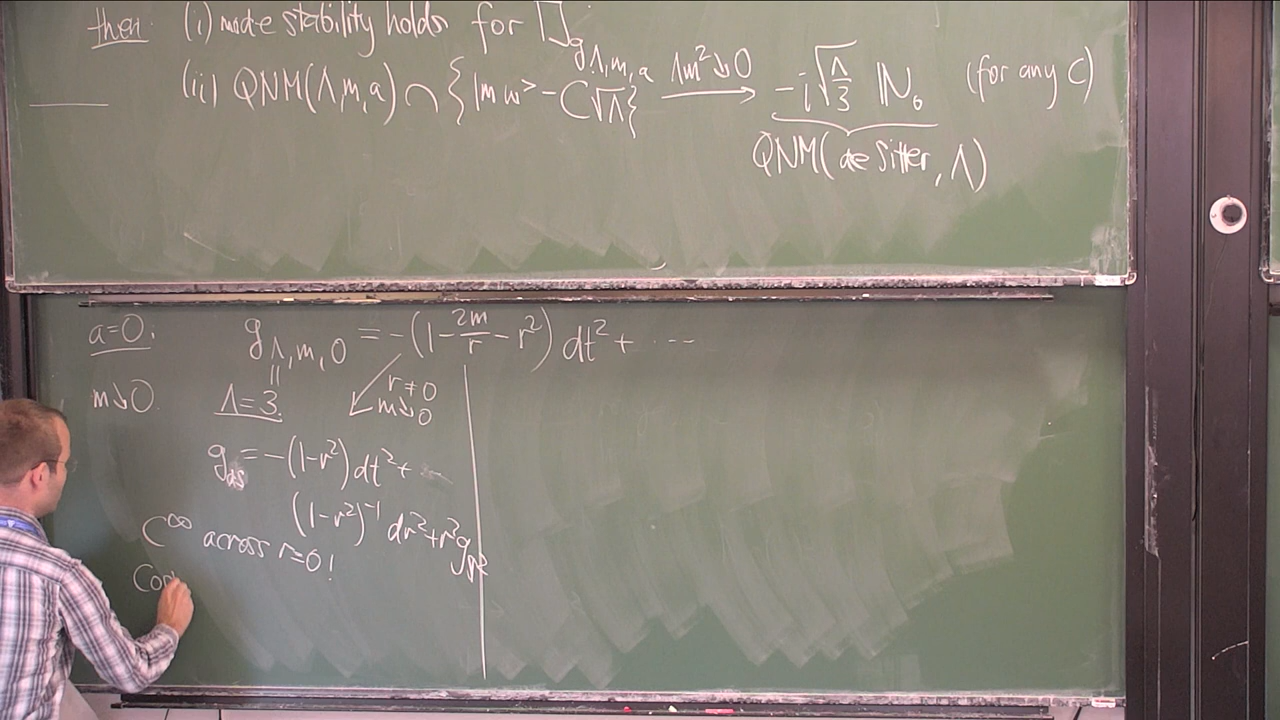 then: (i) mode stability holds for □_{g_{Λ,m,a}}
(ii) QNM(Λ,m,a) ∩ {Im ω > -C√Λ} \xrightarrow{Λm² ↘ 0} -i√(Λ/3) ℕ₀ (for any C)
QNM(de Sitter, Λ)
a=0: g_{Λ,m,0} = -(1 - 2m/r - r²) dt² + ...
m↘0 Λ=3. r≠0
m↘0
g_{dS} = -(1-r²)dt² + ...
(1-r²)^{-1} dr² + r² g_{S²}
C^∞ across r=0!
Con